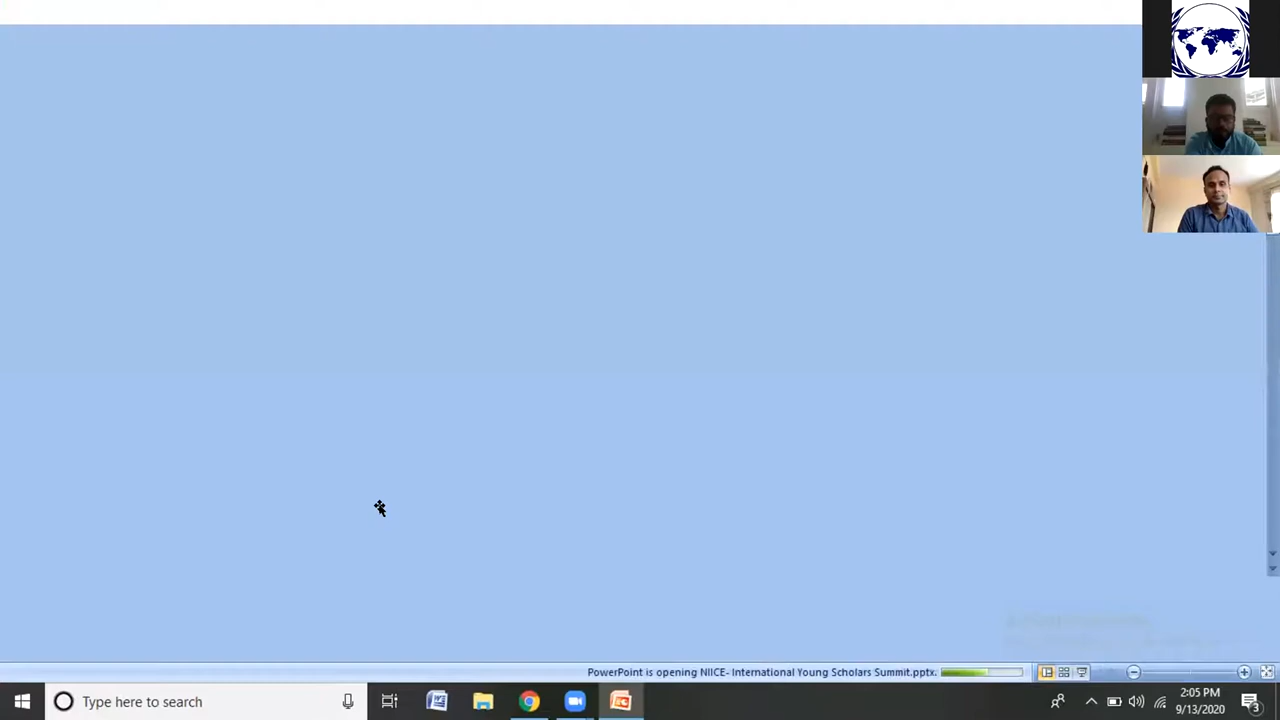 PowerPoint is opening NIICE- International Young Scholars Summit.pptx.
Type here to search
2:05 PM
9/13/2020
3